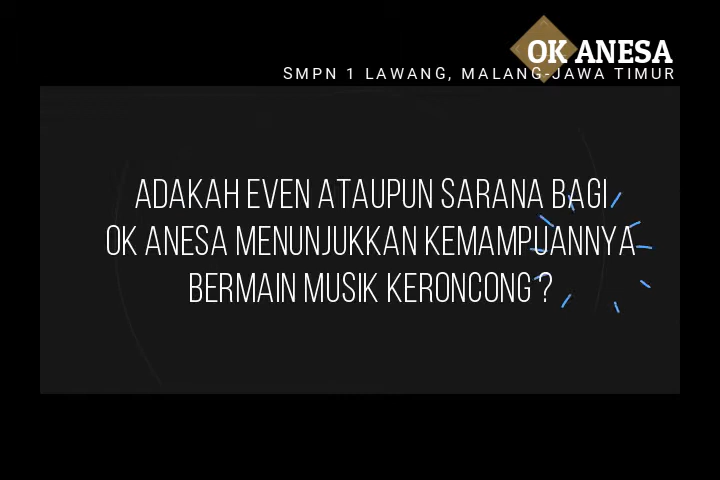 OK ANESA
SMPN 1 LAWANG, MALANG-JAWA TIMUR
ADAKAH EVEN ATAUPUN SARANA BAGI
OK ANESA MENUNJUKKAN KEMAMPUANNYA
BERMAIN MUSIK KERONCONG ?